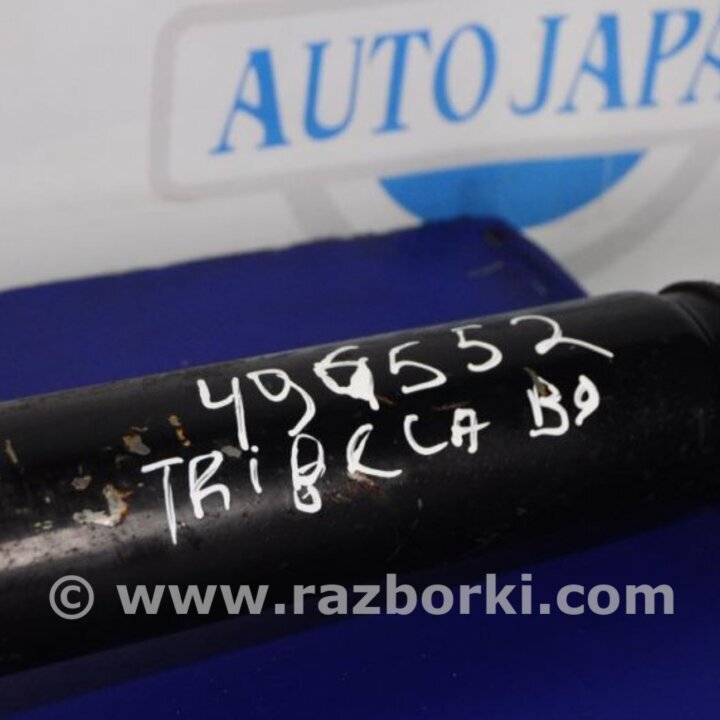 AUTO JAPA
496552
TRIBECA B9
© www.razborki.com